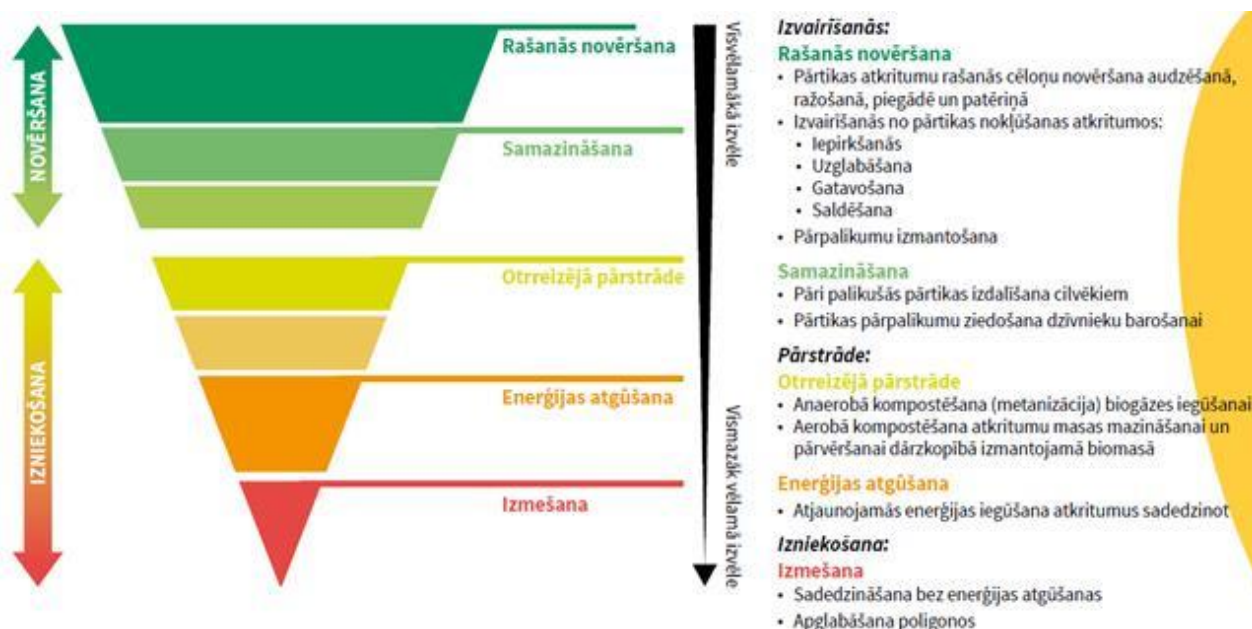 NOVĒRŠANA
IZNIEKOŠANA
Rašanās novēršana
Samazināšana
Otrreizējā pārstrāde
Enerģijas atgūšana
Izmešana
Visvēlamākā izvēle
Vismazāk vēlamā izvēle
Izvairīšanās:
Rašanās novēršana
• Pārtikas atkritumu rašanās cēloņu novēršana audzēšanā,
ražošanā, piegādē un patēriņā
• Izvairīšanās no pārtikas nokļūšanas atkritumos:
• Iepirkšanās
• Uzglabāšana
• Gatavošana
• Saldēšana
• Pārpalikumu izmantošana
Samazināšana
• Pāri palikušās pārtikas izdalīšana cilvēkiem
• Pārtikas pārpalikumu ziedošana dzīvnieku barošanai
Pārstrāde:
Otrreizējā pārstrāde
• Anaerobā kompostēšana (metanizācija) biogāzes iegūšanai
• Aerobā kompostēšana atkritumu masas mazināšanai un
pārvēršanai dārzkopībā izmantojamā biomasā
Enerģijas atgūšana
• Atjaunojamās enerģijas iegūšana atkritumus sadedzinot
Izniekošana:
Izmešana
• Sadedzināšana bez enerģijas atgūšanas
• Apglabāšana poligonos